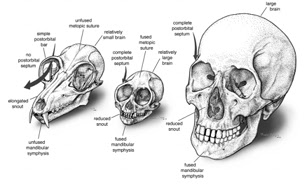 unfused
metopic suture
simple
postorbital
bar
no
postorbital
septum
relatively
small brain
elongated
snout
unfused
mandibular
symphysis
fused
metopic
suture
complete
postorbital
septum
relatively
large
brain
reduced
snout
fused
mandibular
symphysis
large
brain
complete
postorbital
septum
reduced
snout
fused
mandibular
symphysis